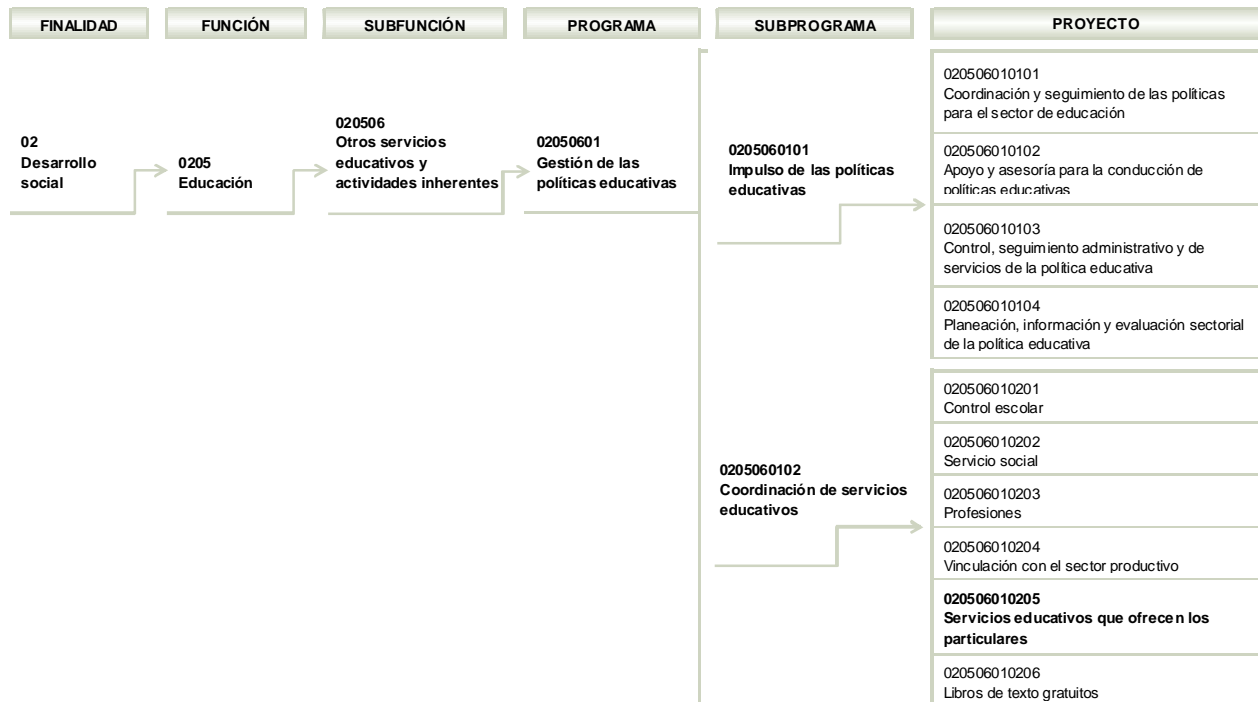 FINALIDAD
FUNCIÓN
SUBFUNCIÓN
PROGRAMA
SUBPROGRAMA
PROYECTO
02
Desarrollo
social
0205
Educación
020506
Otros servicios
educativos y
actividades inherentes
02050601
Gestión de las
políticas educativas
0205060101
Impulso de las políticas
educativas
020506010101
Coordinación y seguimiento de las políticas
para el sector de educación
020506010102
Apoyo y asesoría para la conducción de
políticas educativas
020506010103
Control, seguimiento administrativo y de
servicios de la política educativa
020506010104
Planeación, información y evaluación sectorial
de la política educativa
0205060102
Coordinación de servicios
educativos
020506010201
Control escolar
020506010202
Servicio social
020506010203
Profesiones
020506010204
Vinculación con el sector productivo
020506010205
Servicios educativos que ofrecen los
particulares
020506010206
Libros de texto gratuitos